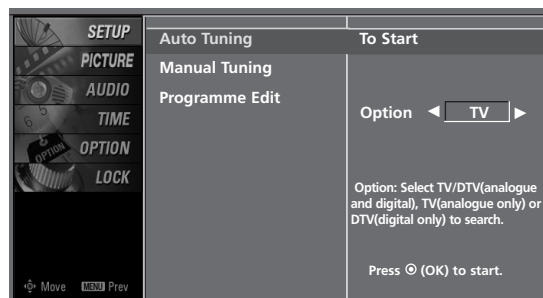 SETUP
PICTURE
AUDIO
TIME
OPTION
LOCK
Move MENU Prev
Auto Tuning
Manual Tuning
Programme Edit
To Start
Option ◀ TV ▶
Option: Select TV/DTV(analogue
and digital), TV(analogue only) or
DTV(digital only) to search.
Press ⊙ (OK) to start.